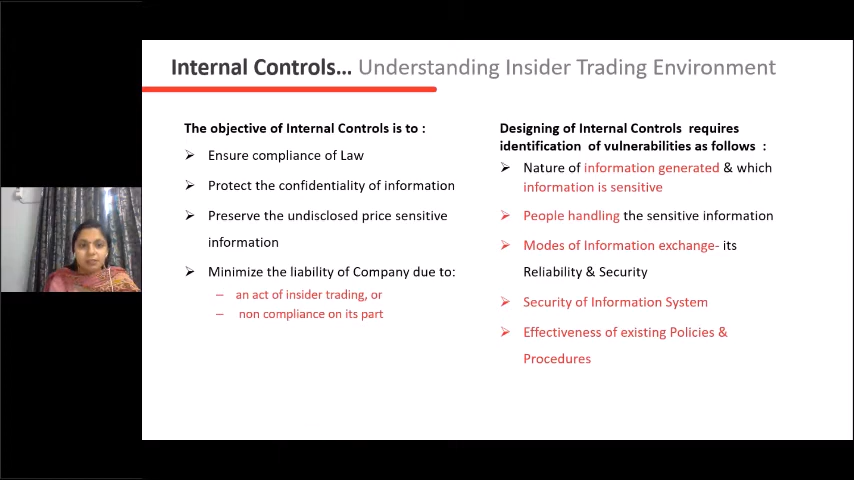 Internal Controls... Understanding Insider Trading Environment
The objective of Internal Controls is to :
➢ Ensure compliance of Law
➢ Protect the confidentiality of information
➢ Preserve the undisclosed price sensitive
information
➢ Minimize the liability of Company due to:
– an act of insider trading, or
– non compliance on its part
Designing of Internal Controls requires
identification of vulnerabilities as follows :
➢ Nature of information generated & which
information is sensitive
➢ People handling the sensitive information
➢ Modes of Information exchange- its
Reliability & Security
➢ Security of Information System
➢ Effectiveness of existing Policies &
Procedures